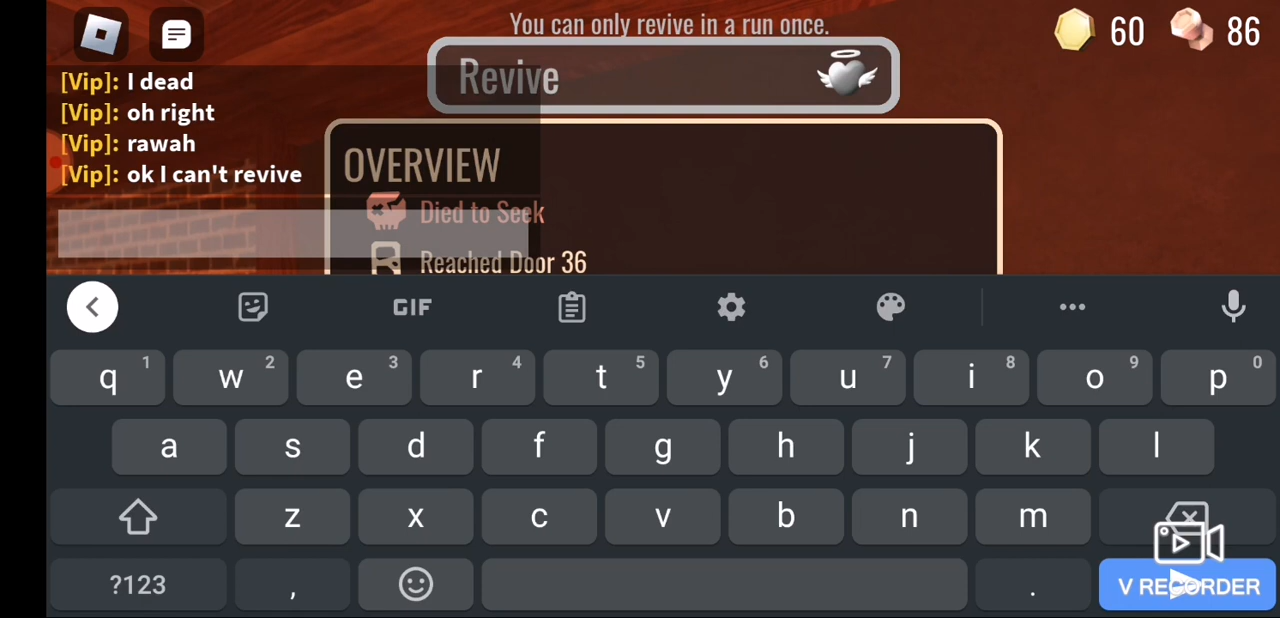 You can only revive in a run once.
60
86
Revive
[Vip]: I dead
[Vip]: oh right
[Vip]: rawah
[Vip]: ok I can't revive
OVERVIEW
Died to Seek
Reached Door 36
GIF
q 1 w 2 e 3 r 4 t 5 y 6 u 7 i 8 o 9 p 0
a s d f g h j k l
z x c v b n m
?123 , .
V RECORDER